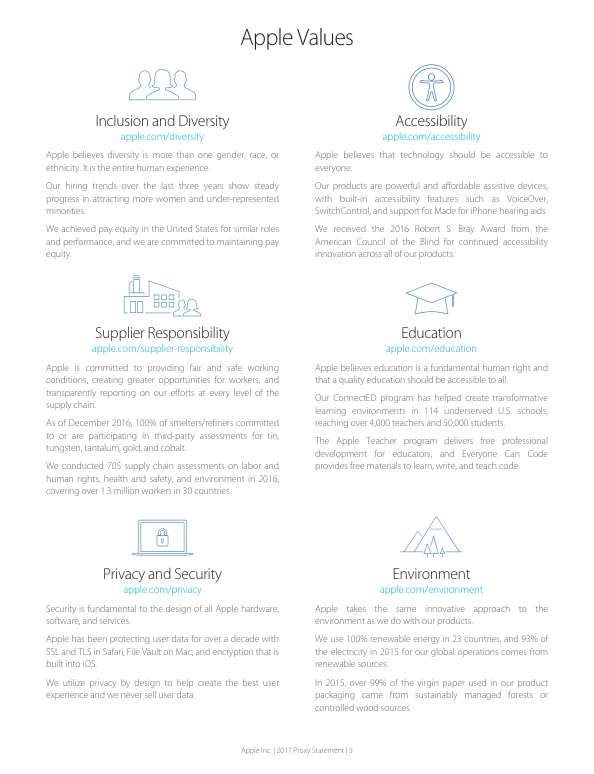 Apple Values
Inclusion and Diversity
apple.com/diversity
Apple believes diversity is more than one gender, race, or
ethnicity. It is the entire human experience.
Our hiring trends over the last three years show steady
progress in attracting more women and under-represented
minorities.
We achieved pay equity in the United States for similar roles
and performance, and we are committed to maintaining pay
equity.
Accessibility
apple.com/accessibility
Apple believes that technology should be accessible to
everyone.
Our products are powerful and affordable assistive devices,
with built-in accessibility features such as VoiceOver,
SwitchControl, and support for Made for iPhone hearing aids.
We received the 2016 Robert S. Bray Award from the
American Council of the Blind for continued accessibility
innovation across all of our products.
Supplier Responsibility
apple.com/supplier-responsibility
Apple is committed to providing fair and safe working
conditions, creating greater opportunities for workers, and
transparently reporting on our efforts at every level of the
supply chain.
As of December 2016, 100% of smelters/refiners committed
to or are participating in third-party assessments for tin,
tungsten, tantalum, gold, and cobalt.
We conducted 705 supply chain assessments on labor and
human rights, health and safety, and environment in 2016,
covering over 1.3 million workers in 30 countries.
Education
apple.com/education
Apple believes education is a fundamental human right and
that a quality education should be accessible to all.
Our ConnectED program has helped create transformative
learning environments in 114 underserved U.S. schools,
reaching over 4,000 teachers and 50,000 students.
The Apple Teacher program delivers free professional
development for educators, and Everyone Can Code
provides free materials to learn, write, and teach code.
Privacy and Security
apple.com/privacy
Security is fundamental to the design of all Apple hardware,
software, and services.
Apple has been protecting user data for over a decade with
SSL and TLS in Safari, File Vault on Mac, and encryption that is
built into iOS.
We utilize privacy by design to help create the best user
experience and we never sell user data.
Environment
apple.com/environment
Apple takes the same innovative approach to the
environment as we do with our products.
We use 100% renewable energy in 23 countries, and 93% of
the electricity in 2015 for our global operations comes from
renewable sources.
In 2015, over 99% of the virgin paper used in our product
packaging came from sustainably managed forests or
controlled wood sources.
Apple Inc. | 2017 Proxy Statement | 5